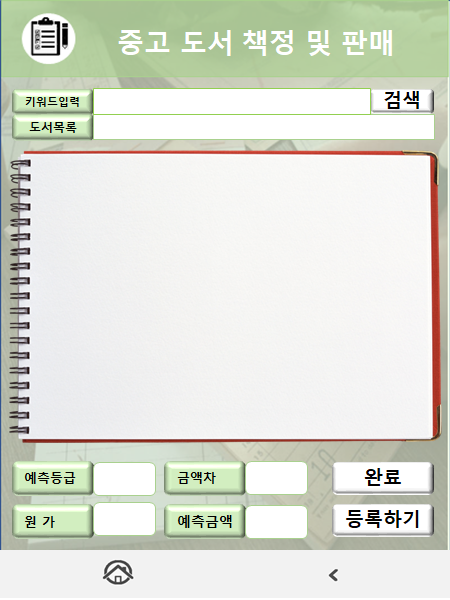 중고 도서 책정 및 판매
키워드입력 검색
도서목록
예측등급 금액차 완료
원 가 예측금액 등록하기